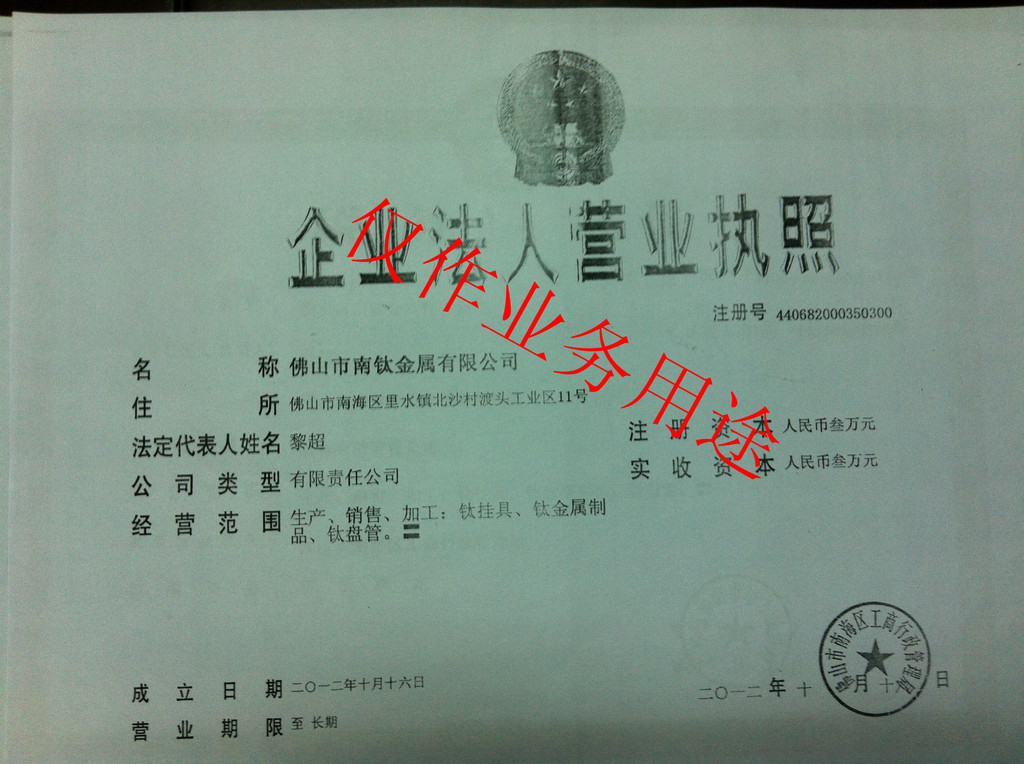 企业法人营业执照
注册号 440682000350300
名称 佛山市南钛金属有限公司
住所 佛山市南海区里水镇北沙村渡头工业区11号
法定代表人姓名 黎超
注册资本 人民币叁万元
公司类型 有限责任公司
实收资本 人民币叁万元
经营范围 生产、销售、加工：钛挂具、钛金属制
品、钛盘管。
仅作业务用途
成立日期 二〇一二年十月十六日
营业期限 至 长期
佛山市南海区工商行政管理局
二〇一二年十月十 日